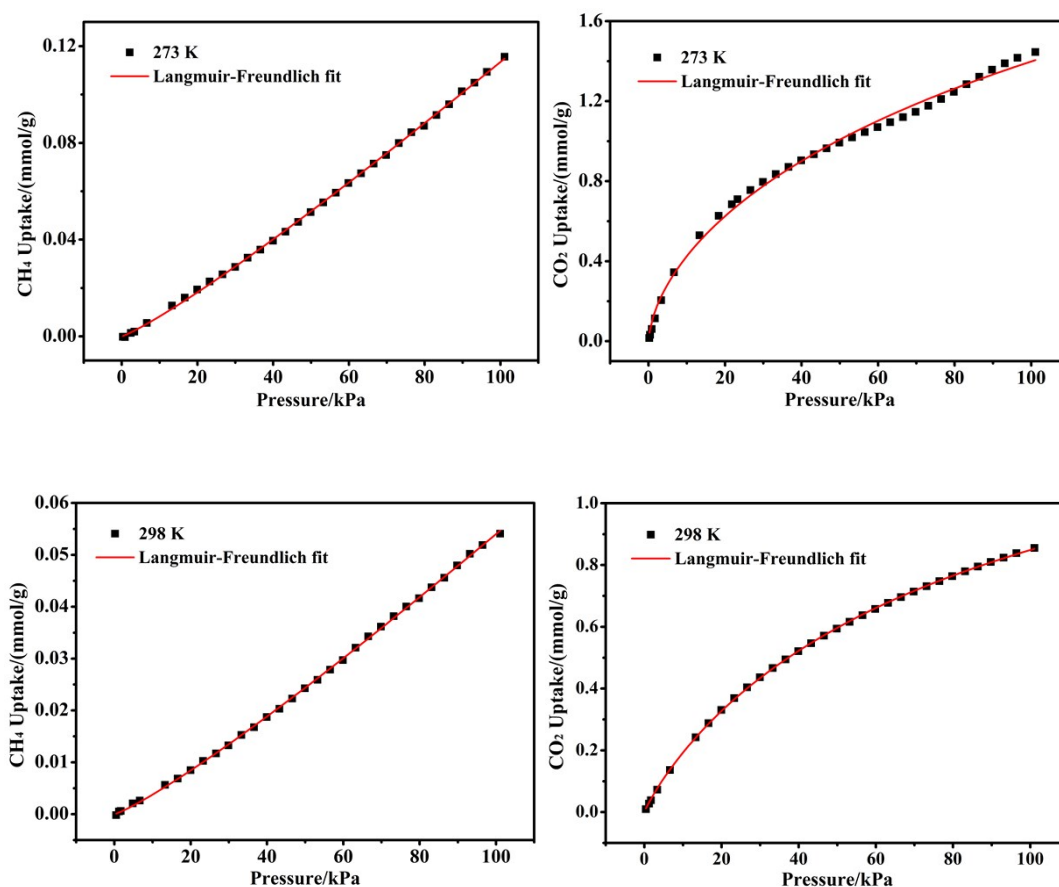 CH₄ Uptake/(mmol/g)
0.12
0.08
0.04
0.00
273 K
Langmuir-Freundlich fit
0 20 40 60 80 100
Pressure/kPa
CO₂ Uptake/(mmol/g)
1.6
1.2
0.8
0.4
0.0
273 K
Langmuir-Freundlich fit
0 20 40 60 80 100
Pressure/kPa
CH₄ Uptake/(mmol/g)
0.06
0.05
0.04
0.03
0.02
0.01
0.00
298 K
Langmuir-Freundlich fit
0 20 40 60 80 100
Pressure/kPa
CO₂ Uptake/(mmol/g)
1.0
0.8
0.6
0.4
0.2
0.0
298 K
Langmuir-Freundlich fit
0 20 40 60 80 100
Pressure/kPa